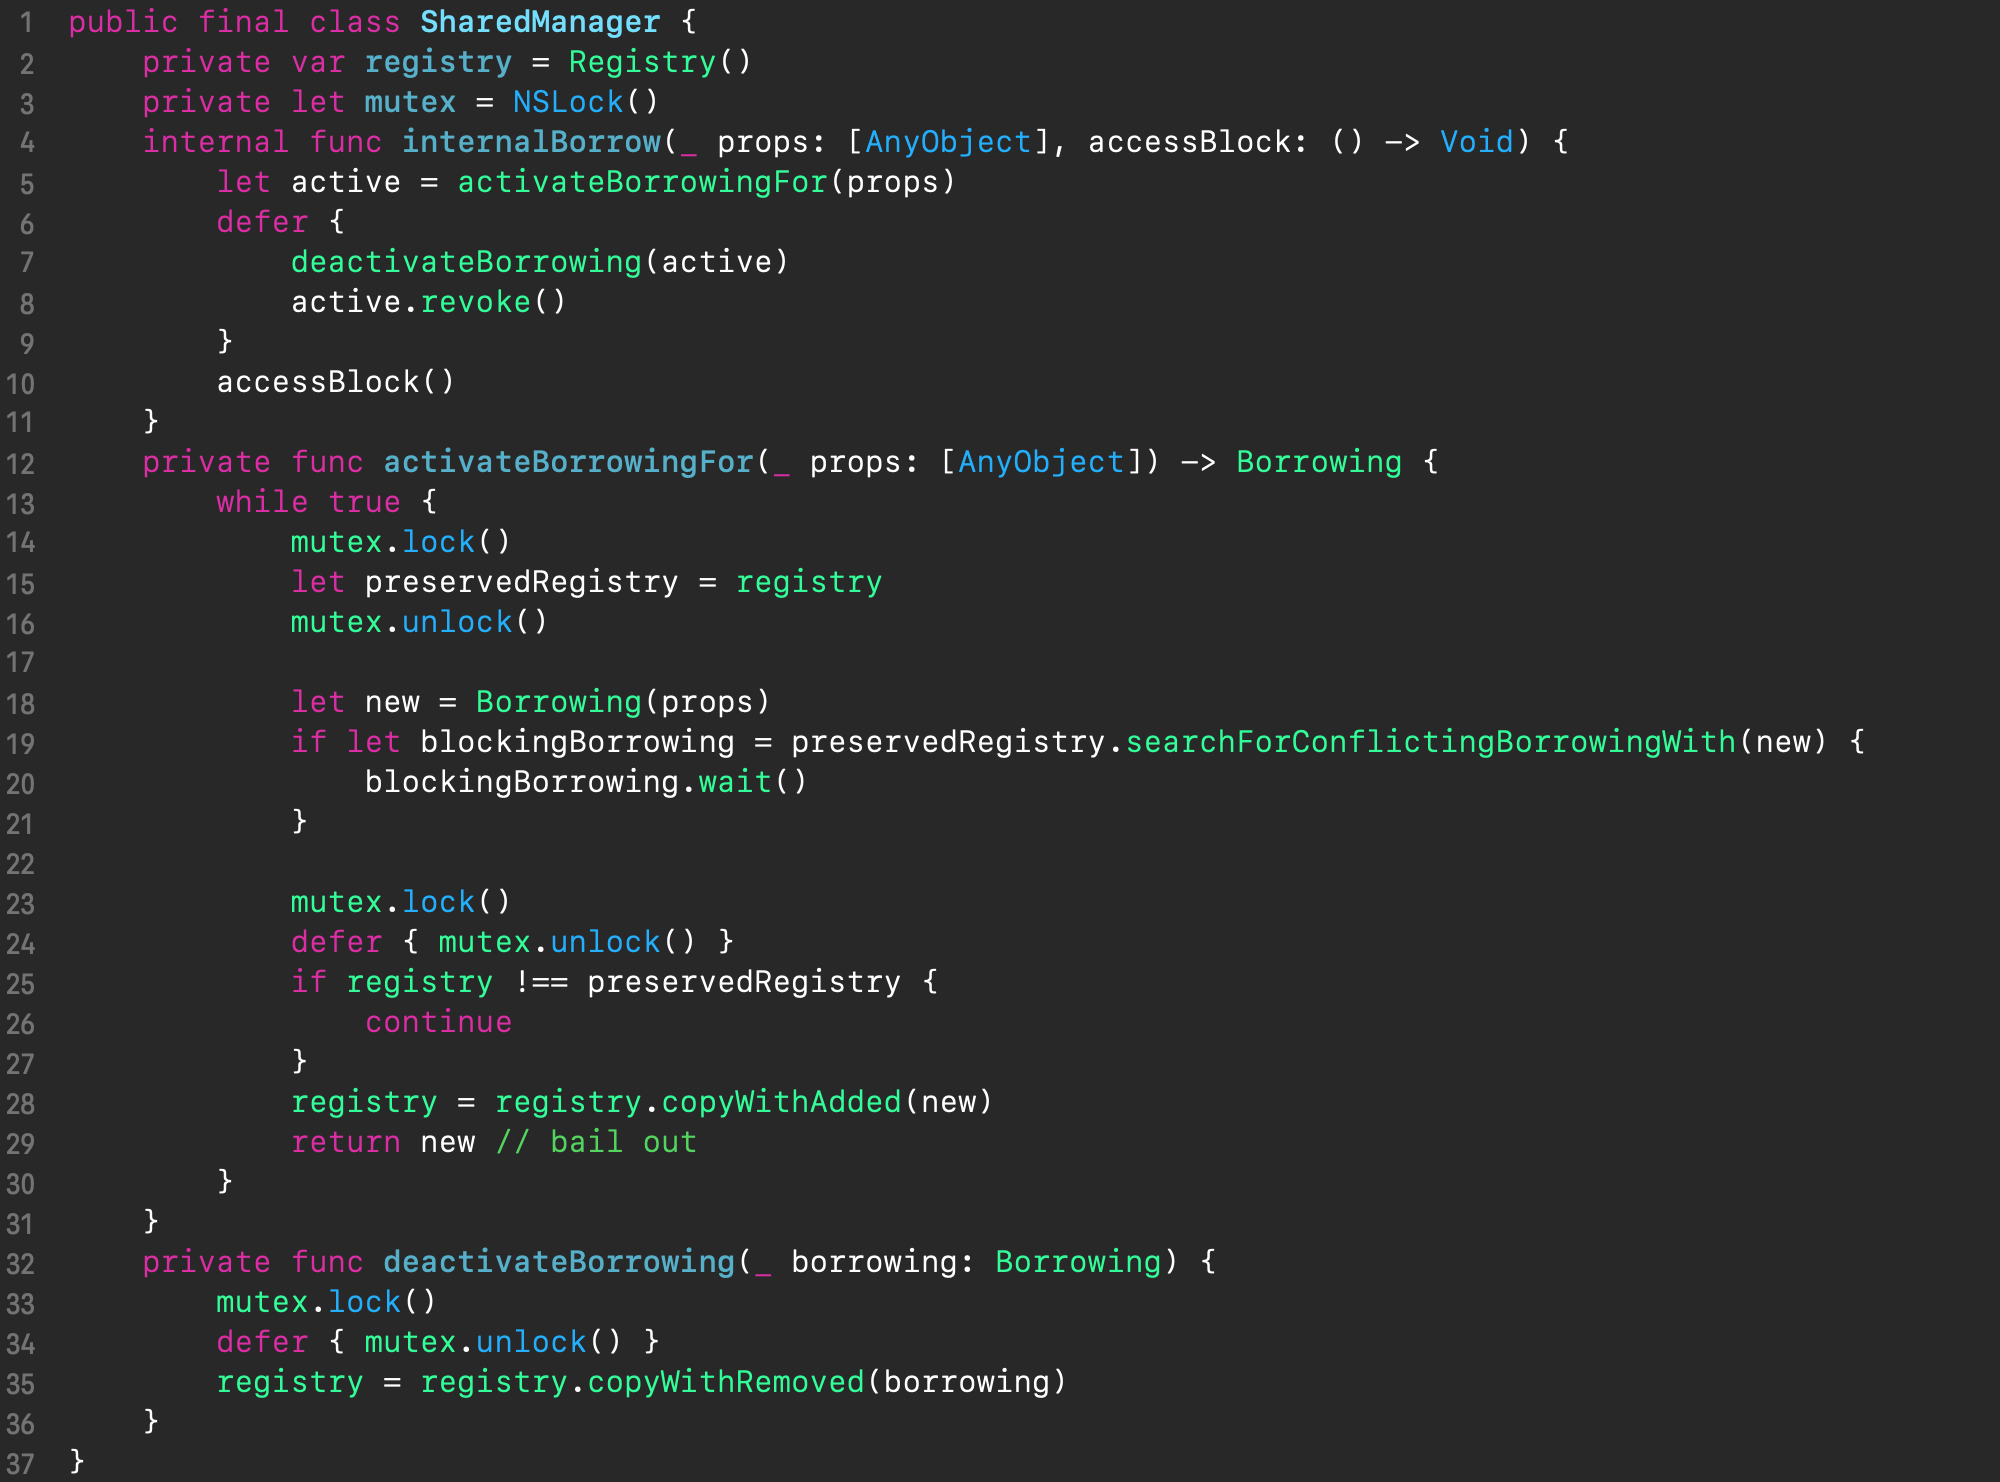 1 public final class SharedManager {
2     private var registry = Registry()
3     private let mutex = NSLock()
4     internal func internalBorrow(_ props: [AnyObject], accessBlock: () -> Void) {
5         let active = activateBorrowingFor(props)
6         defer {
7             deactivateBorrowing(active)
8             active.revoke()
9         }
10         accessBlock()
11     }
12     private func activateBorrowingFor(_ props: [AnyObject]) -> Borrowing {
13         while true {
14             mutex.lock()
15             let preservedRegistry = registry
16             mutex.unlock()
17
18             let new = Borrowing(props)
19             if let blockingBorrowing = preservedRegistry.searchForConflictingBorrowingWith(new) {
20                 blockingBorrowing.wait()
21             }
22
23             mutex.lock()
24             defer { mutex.unlock() }
25             if registry !== preservedRegistry {
26                 continue
27             }
28             registry = registry.copyWithAdded(new)
29             return new // bail out
30         }
31     }
32     private func deactivateBorrowing(_ borrowing: Borrowing) {
33         mutex.lock()
34         defer { mutex.unlock() }
35         registry = registry.copyWithRemoved(borrowing)
36     }
37 }